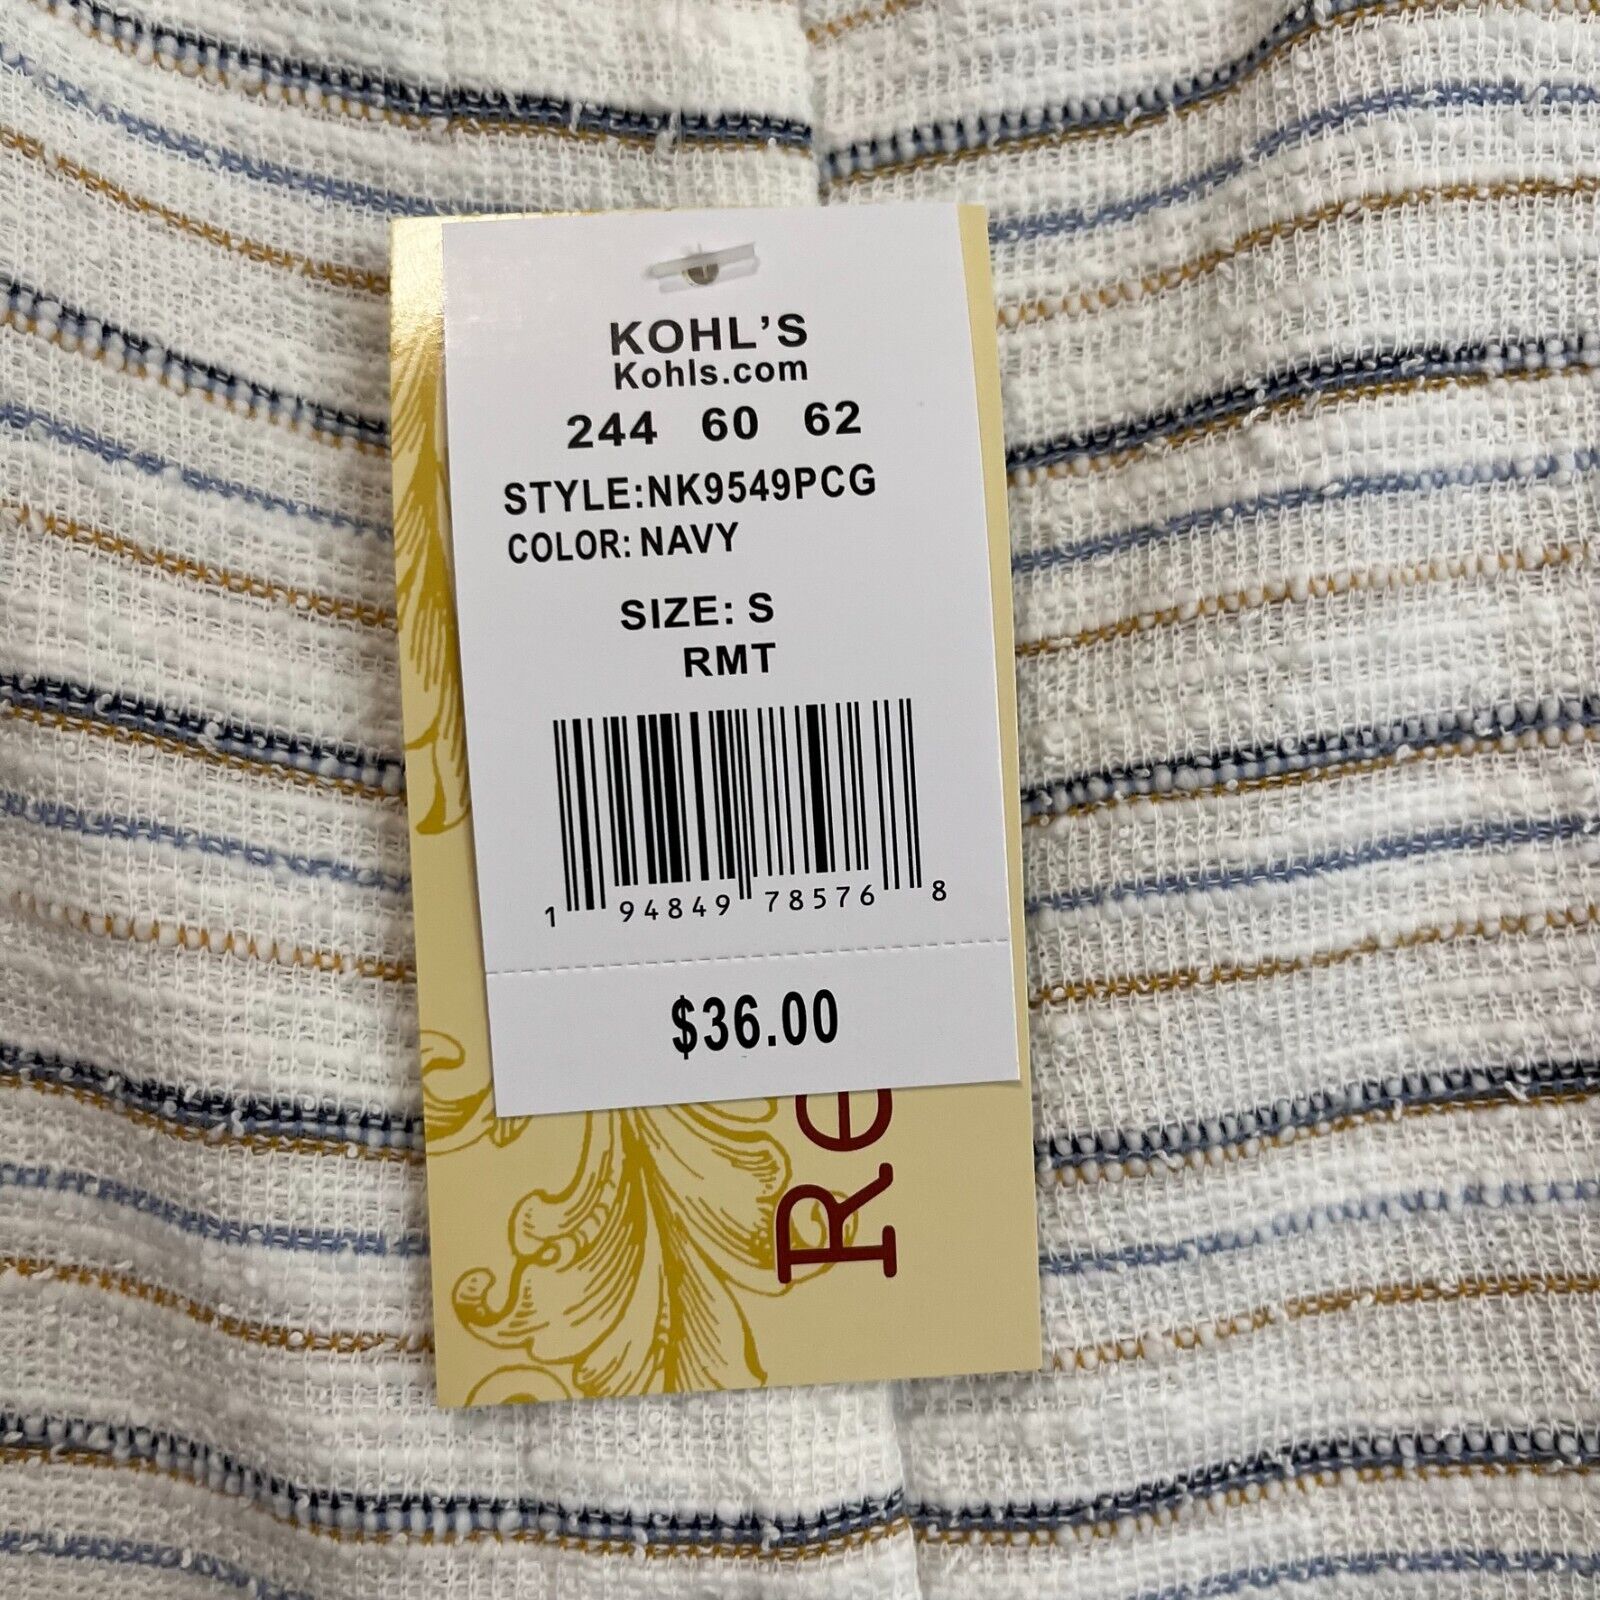 KOHL'S
Kohls.com
244 60 62
STYLE:NK9549PCG
COLOR: NAVY
SIZE: S
RMT
1 94849 78576 8
$36.00
Re